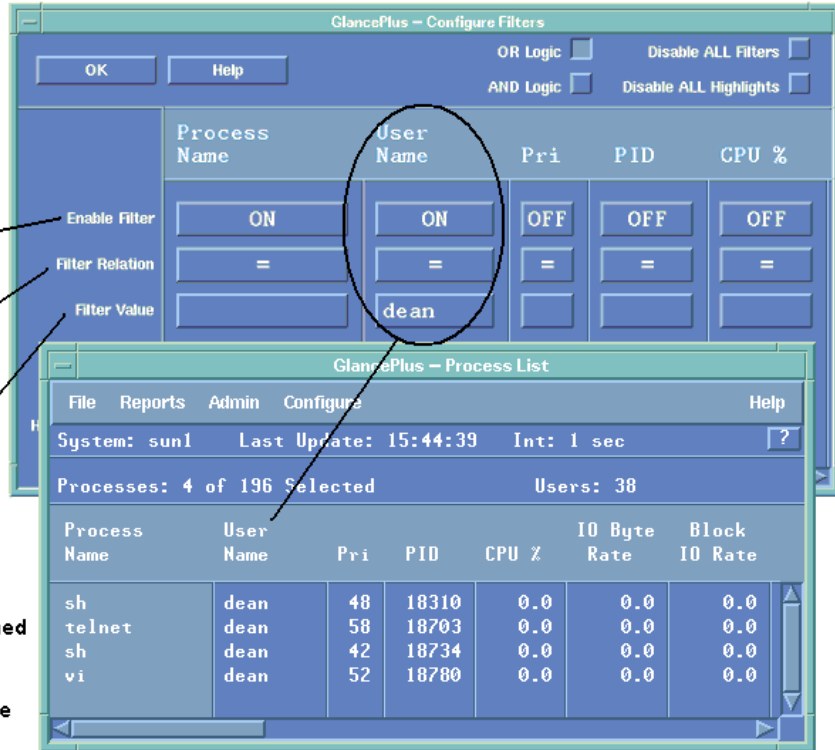 GlancePlus – Configure Filters
OK Help OR Logic Disable ALL Filters
AND Logic Disable ALL Highlights
Process Name User Name Pri PID CPU %
Enable Filter ON ON OFF OFF OFF
Filter Relation = = = = =
Filter Value dean
GlancePlus – Process List
File Reports Admin Configure Help
System: sun1 Last Update: 15:44:39 Int: 1 sec ?
Processes: 4 of 196 Selected Users: 38
Process Name User Name Pri PID CPU % IO Byte Rate Block IO Rate
sh dean 48 18310 0.0 0.0 0.0
telnet dean 58 18703 0.0 0.0 0.0
sh dean 42 18734 0.0 0.0 0.0
vi dean 52 18780 0.0 0.0 0.0